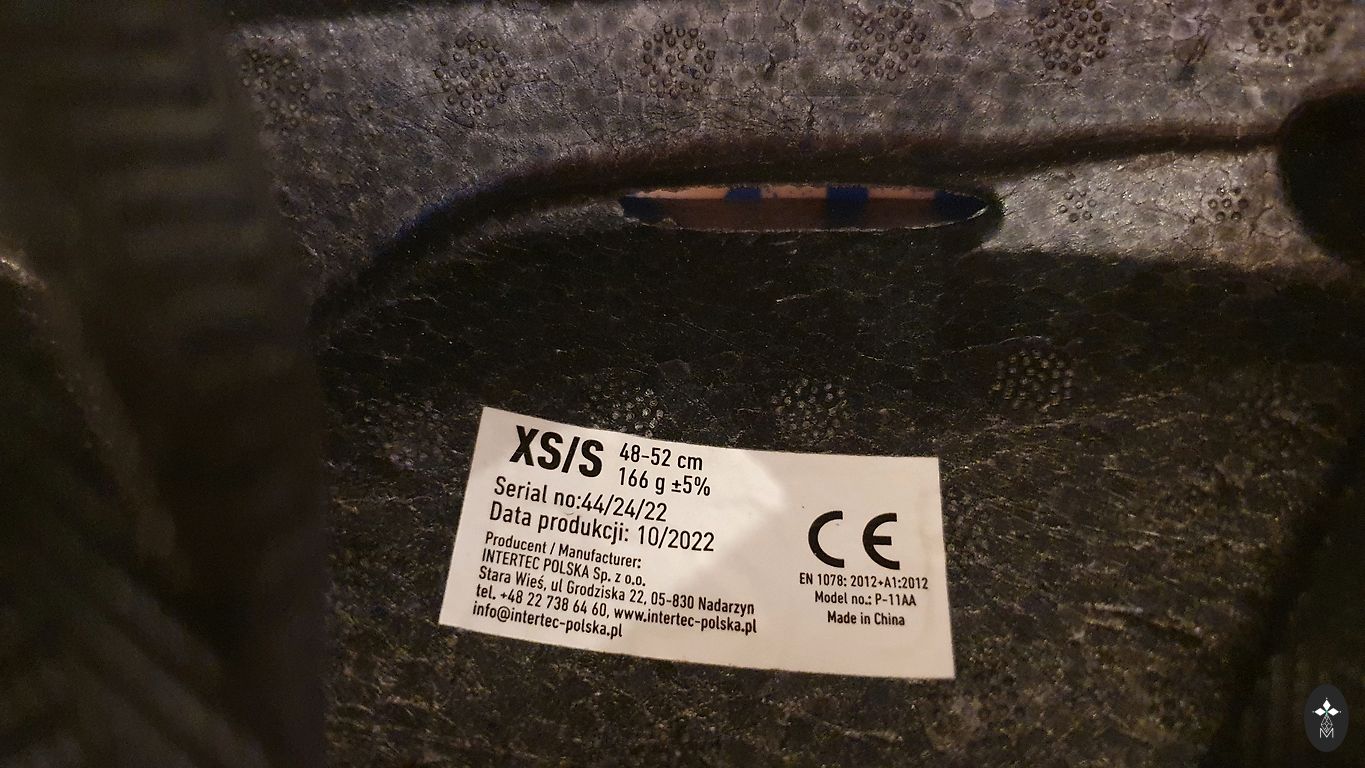 XS/S 48-52 cm
166 g ±5%
Serial no:44/24/22
Data produkcji: 10/2022
Producent / Manufacturer:
INTERTEC POLSKA Sp. z o.o.
Stara Wieś, ul Grodziska 22, 05-830 Nadarzyn
tel. +48 22 738 64 60, www.intertec-polska.pl
info@intertec-polska.pl
CE
EN 1078: 2012+A1:2012
Model no.: P-11AA
Made in China
M